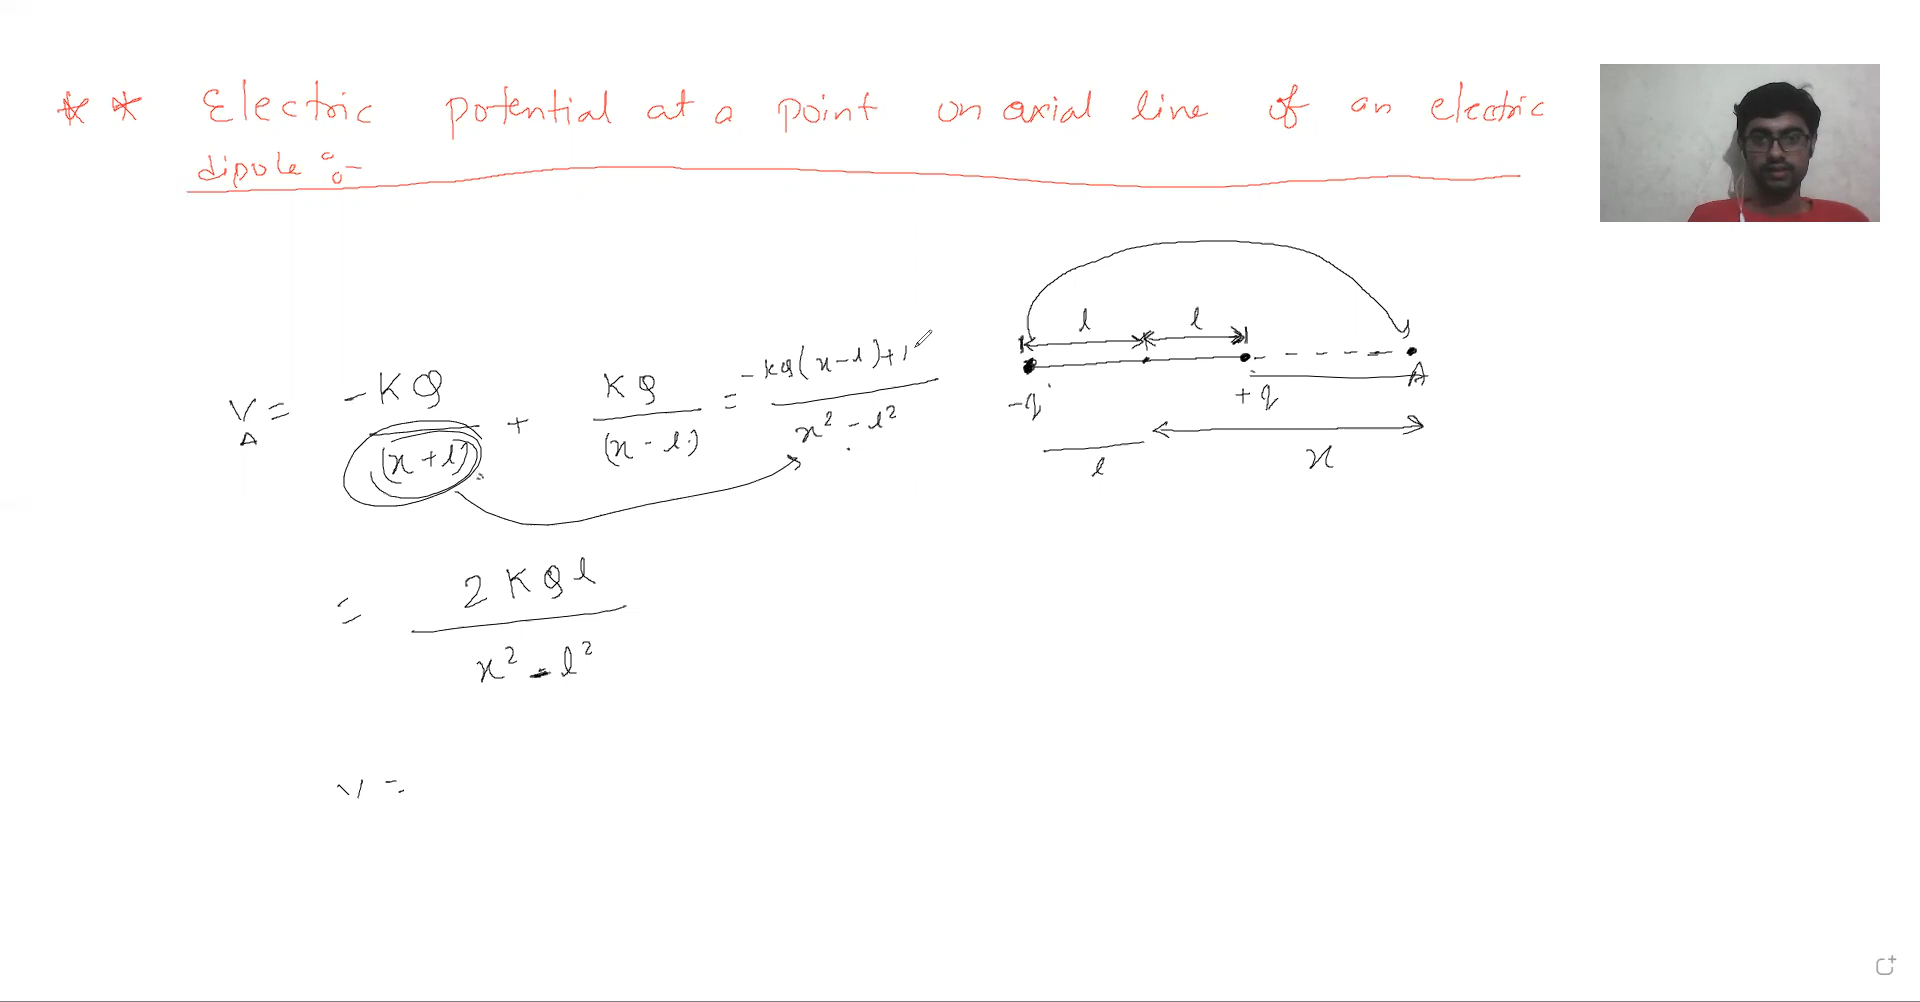 ** Electric potential at a point on axial line of an electric
dipole :-
V_A = -KQ/(x+l) + KQ/(x-l) = -KQ(x-l)+1/x² - l²
= 2KQl/x² - l²
V =
l l
-q +q A
l x